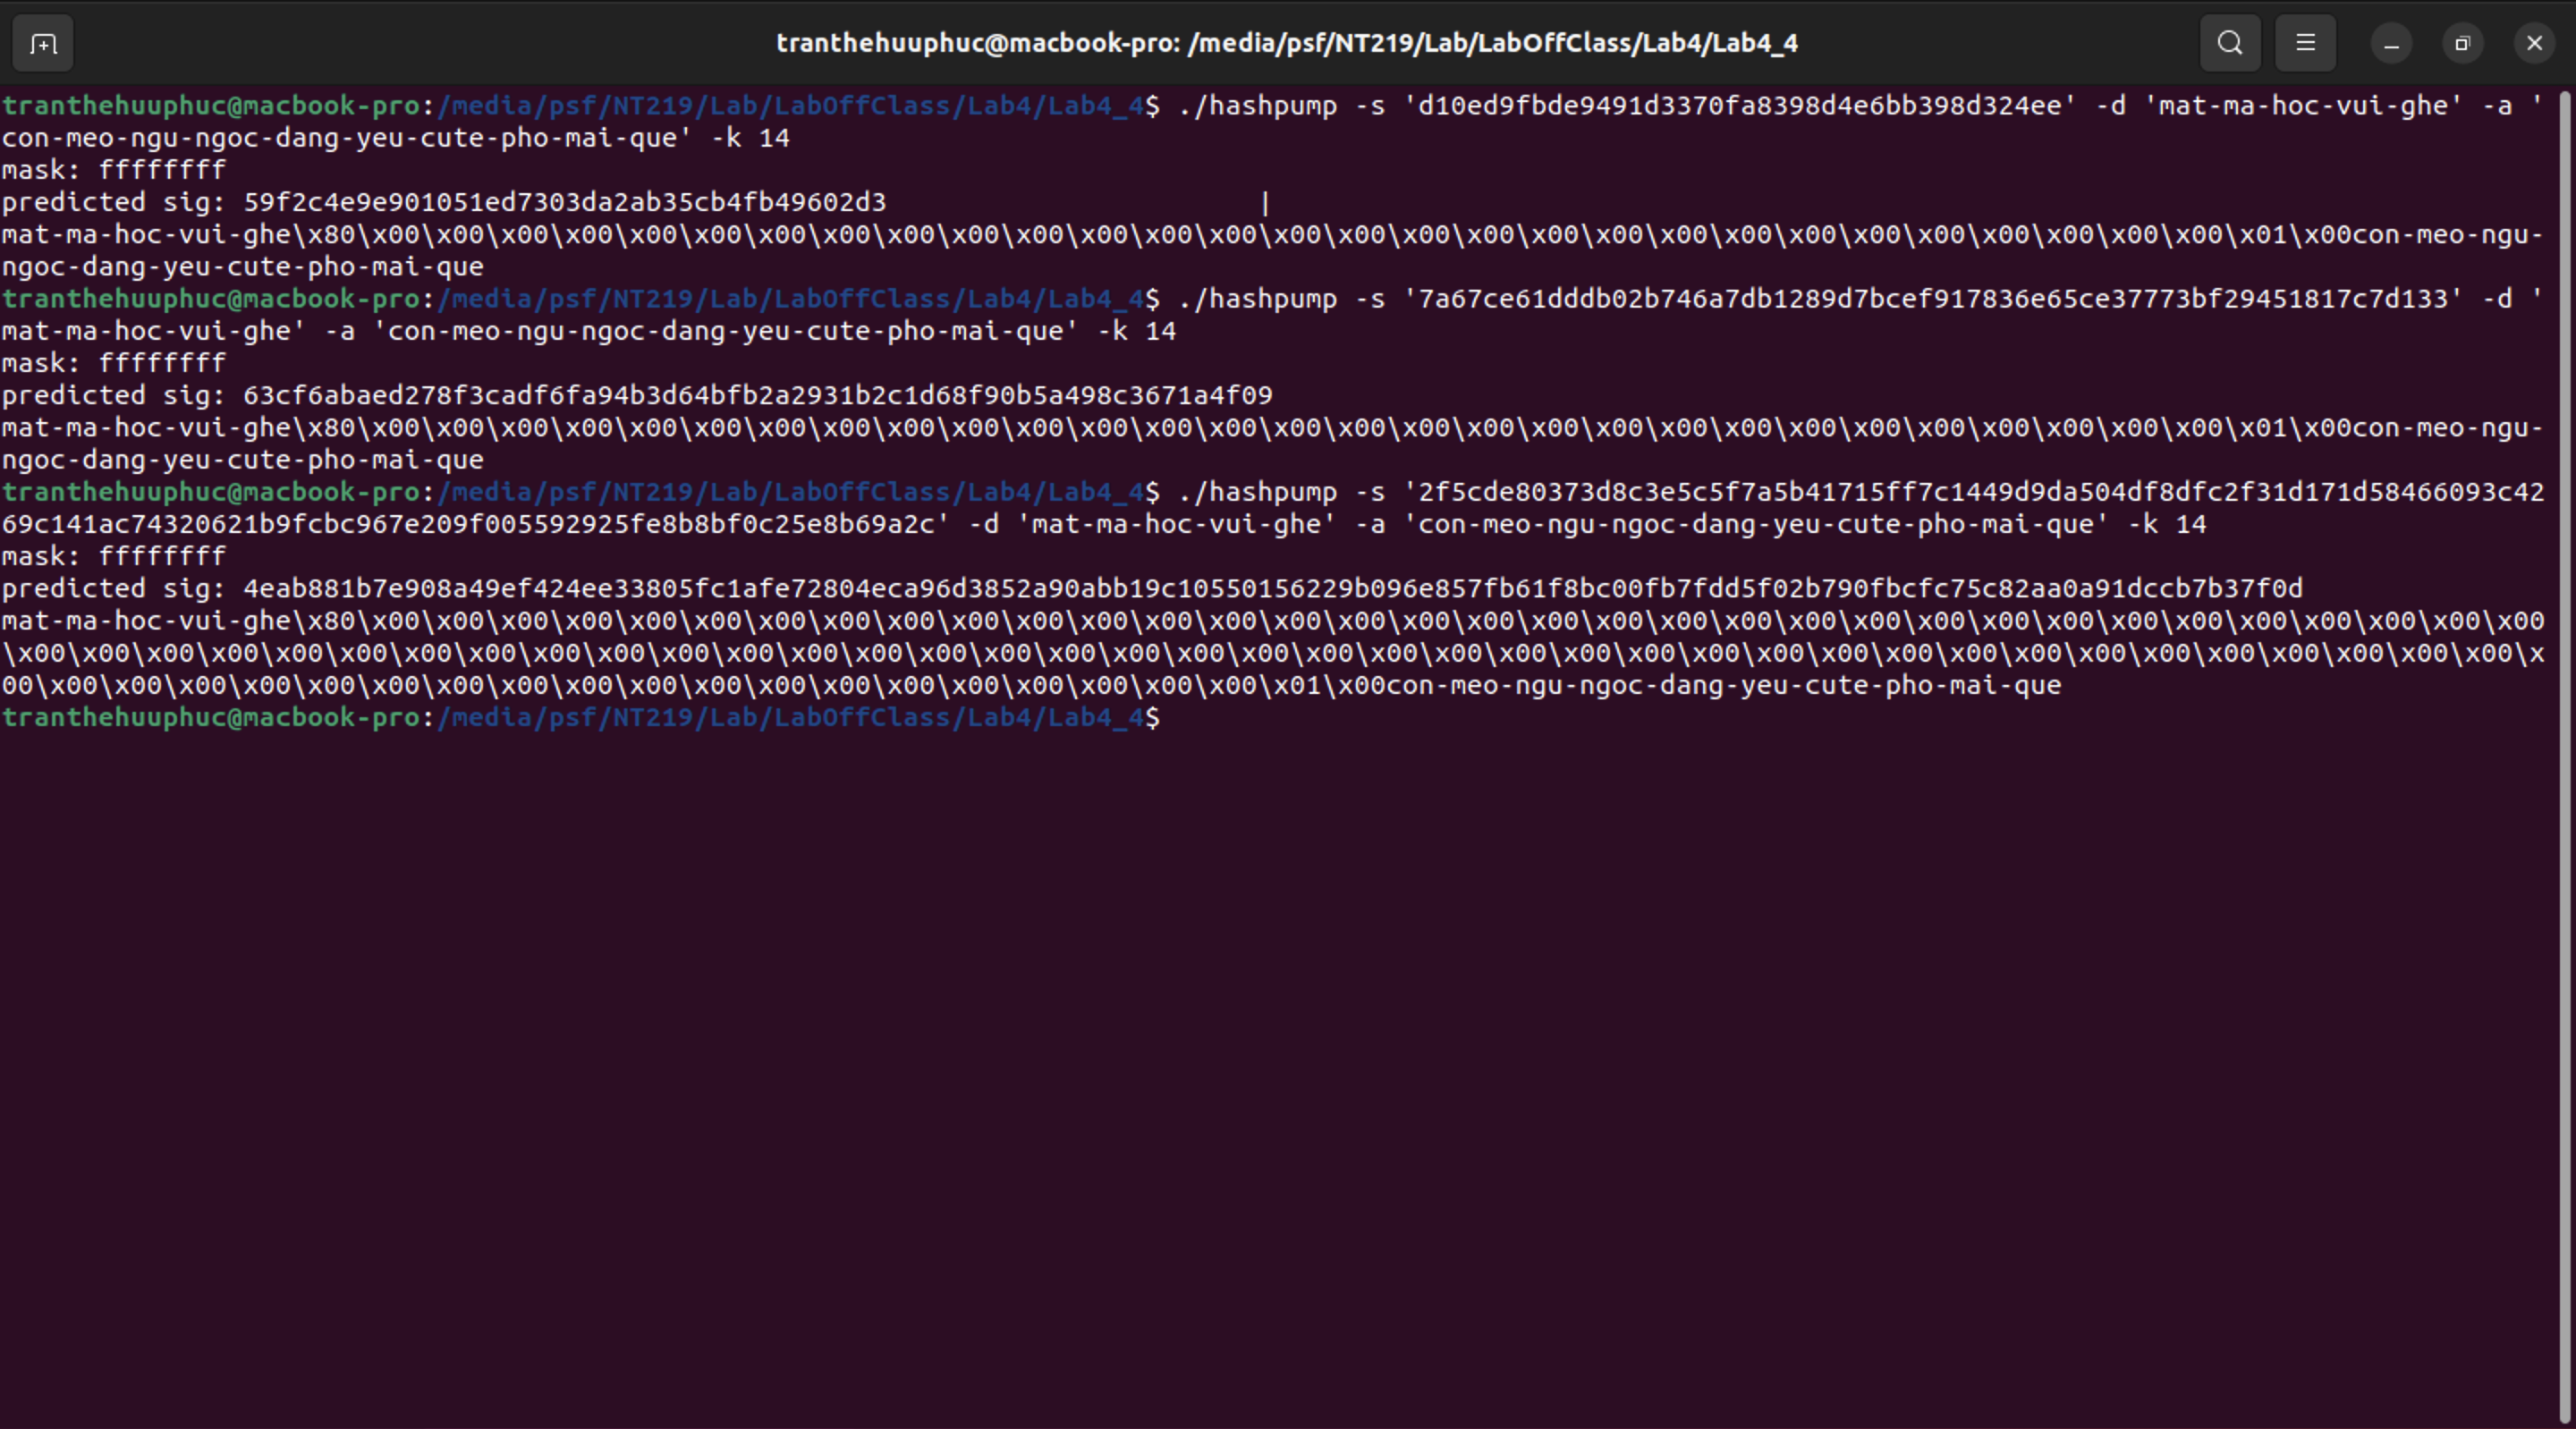 tranthehuuphuc@macbook-pro: /media/psf/NT219/Lab/LabOffClass/Lab4/Lab4_4
tranthehuuphuc@macbook-pro:/media/psf/NT219/Lab/LabOffClass/Lab4/Lab4_4$ ./hashpump -s 'd10ed9fbde9491d3370fa8398d4e6bb398d324ee' -d 'mat-ma-hoc-vui-ghe' -a '
con-meo-ngu-ngoc-dang-yeu-cute-pho-mai-que' -k 14
mask: ffffffff
predicted sig: 59f2c4e9e901051ed7303da2ab35cb4fb49602d3 |
mat-ma-hoc-vui-ghe\x80\x00\x00\x00\x00\x00\x00\x00\x00\x00\x00\x00\x00\x00\x00\x00\x00\x00\x00\x00\x00\x00\x00\x00\x00\x00\x00\x00\x00\x00\x01\x00con-meo-ngu-
ngoc-dang-yeu-cute-pho-mai-que
tranthehuuphuc@macbook-pro:/media/psf/NT219/Lab/LabOffClass/Lab4/Lab4_4$ ./hashpump -s '7a67ce61dddb02b746a7db1289d7bcef917836e65ce37773bf29451817c7d133' -d '
mat-ma-hoc-vui-ghe' -a 'con-meo-ngu-ngoc-dang-yeu-cute-pho-mai-que' -k 14
mask: ffffffff
predicted sig: 63cf6abaed278f3cadf6fa94b3d64bfb2a2931b2c1d68f90b5a498c3671a4f09
mat-ma-hoc-vui-ghe\x80\x00\x00\x00\x00\x00\x00\x00\x00\x00\x00\x00\x00\x00\x00\x00\x00\x00\x00\x00\x00\x00\x00\x00\x00\x00\x00\x00\x00\x00\x01\x00con-meo-ngu-
ngoc-dang-yeu-cute-pho-mai-que
tranthehuuphuc@macbook-pro:/media/psf/NT219/Lab/LabOffClass/Lab4/Lab4_4$ ./hashpump -s '2f5cde80373d8c3e5c5f7a5b41715ff7c1449d9da504df8dfc2f31d171d58466093c42
69c141ac74320621b9fcbc967e209f005592925fe8b8bf0c25e8b69a2c' -d 'mat-ma-hoc-vui-ghe' -a 'con-meo-ngu-ngoc-dang-yeu-cute-pho-mai-que' -k 14
mask: ffffffff
predicted sig: 4eab881b7e908a49ef424ee33805fc1afe72804eca96d3852a90abb19c10550156229b096e857fb61f8bc00fb7fdd5f02b790fbcfc75c82aa0a91dccb7b37f0d
mat-ma-hoc-vui-ghe\x80\x00\x00\x00\x00\x00\x00\x00\x00\x00\x00\x00\x00\x00\x00\x00\x00\x00\x00\x00\x00\x00\x00\x00\x00\x00\x00\x00\x00\x00\x00\x00\x00\x00\x00
\x00\x00\x00\x00\x00\x00\x00\x00\x00\x00\x00\x00\x00\x00\x00\x00\x00\x00\x00\x00\x00\x00\x00\x00\x00\x00\x00\x00\x00\x00\x00\x00\x00\x00\x00\x00\x00\x00\x00\x
00\x00\x00\x00\x00\x00\x00\x00\x00\x00\x00\x00\x00\x00\x00\x00\x00\x00\x00\x00\x01\x00con-meo-ngu-ngoc-dang-yeu-cute-pho-mai-que
tranthehuuphuc@macbook-pro:/media/psf/NT219/Lab/LabOffClass/Lab4/Lab4_4$